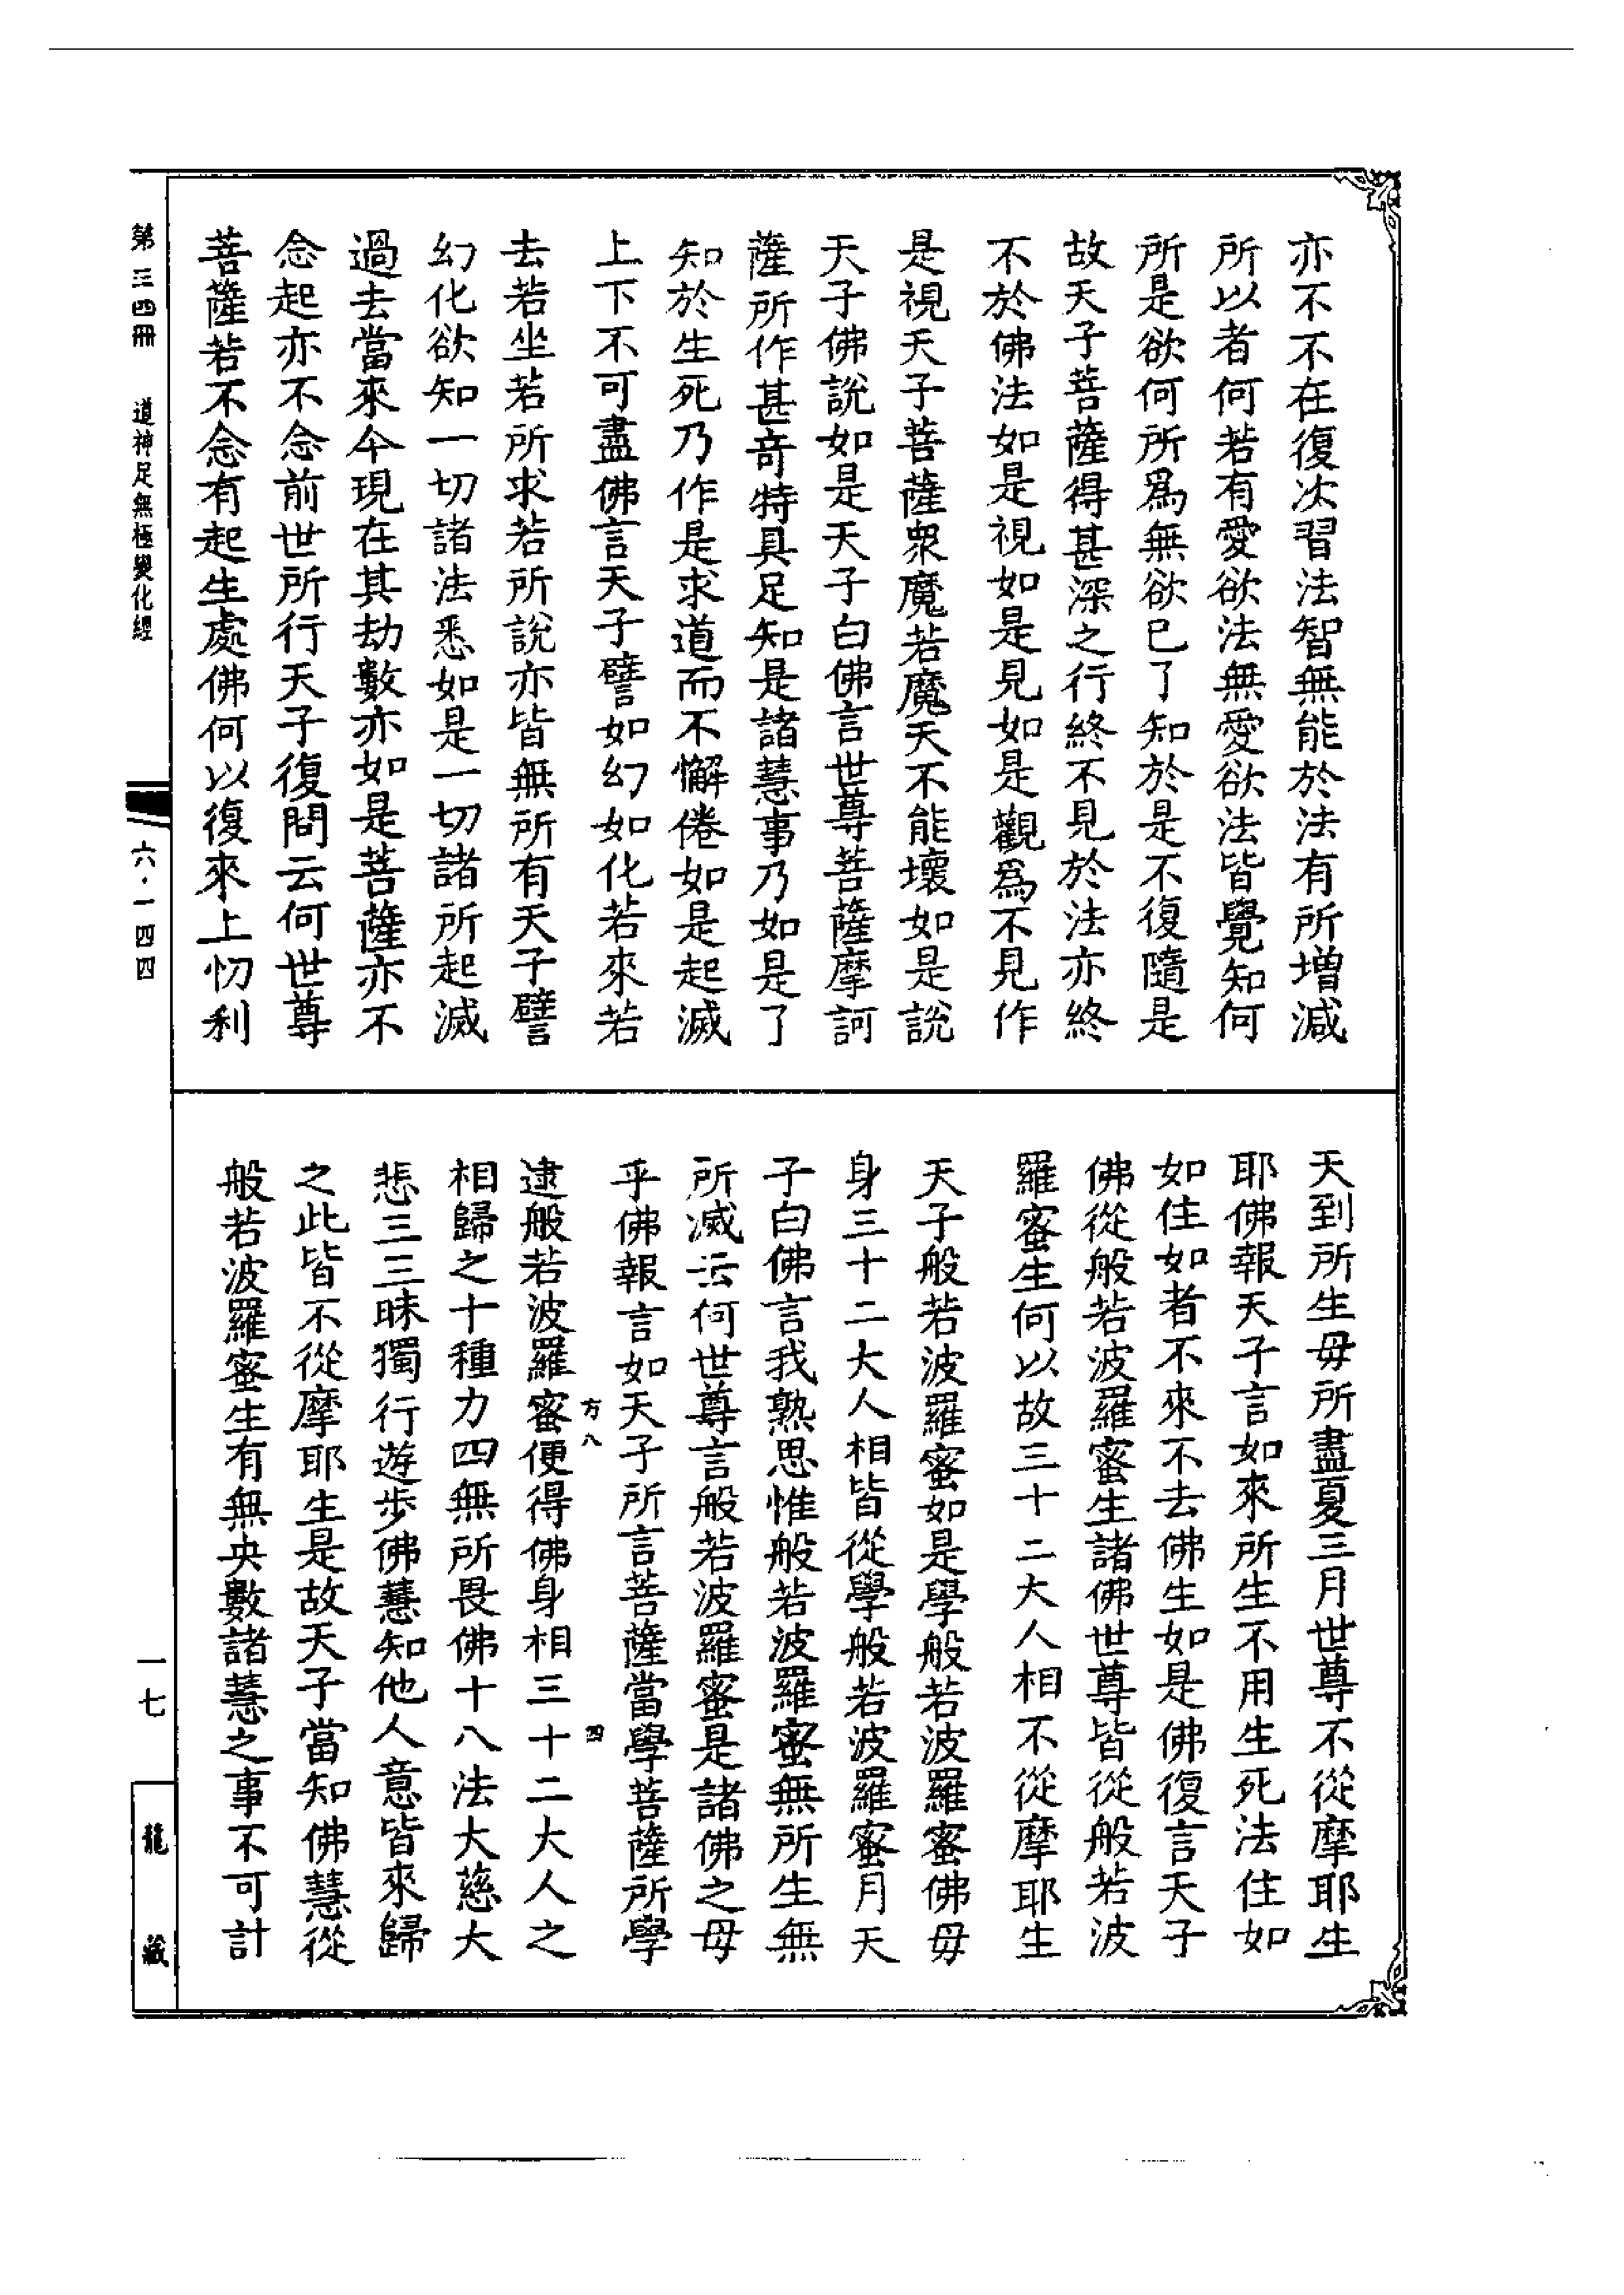 亦不不在復次習法智無能於法有所增減
所以者何若有愛欲法無愛欲法皆覺知何
所是欲何所為無欲已了知於是不復隨是
故天子菩薩得甚深之行終不見於法亦終
不於佛法如是視如是見如是觀為不見作
是視天子菩薩眾魔若魔天不能壞如是說
天子佛說如是天子白佛言世尊菩薩摩訶
薩所作甚奇特具足知是諸慧事乃如是了
知於生死乃作是求道而不懈倦如是起滅
上下不可盡佛言天子譬如幻如化若來若
去若坐若所求若所說亦皆無所有天子譬
幻化欲知一切諸法悉如是一切諸所起滅
過去當來今現在其劫數亦如是菩薩亦不
念起亦不念前世所行天子復問云何世尊
菩薩若不念有起生處佛何以復來上忉利
天到所生母所盡夏三月世尊不從摩耶生
耶佛報天子言如來所生不用生死法住如
如住如者不來不去佛生如是佛復言天子
佛從般若波羅蜜生諸佛世尊皆從般若波
羅蜜生何以故三十二大人相不從摩耶生
天子般若波羅蜜如是學般若波羅蜜佛母
身三十二大人相皆從學般若波羅蜜月天
子白佛言我熟思惟般若波羅蜜無所生無
所滅云何世尊言般若波羅蜜是諸佛之母
乎佛報言如天子所言菩薩當學菩薩所學
方八
四
逮般若波羅蜜便得佛身相三十二大人之
相歸之十種力四無所畏佛十八法大慈大
悲三三昧獨行遊步佛慧知他人意皆來歸
之此皆不從摩耶生是故天子當知佛慧從
般若波羅蜜生有無央數諸慧之事不可計
第三四冊 道神足無極變化經
六·一四四
一七
龍藏